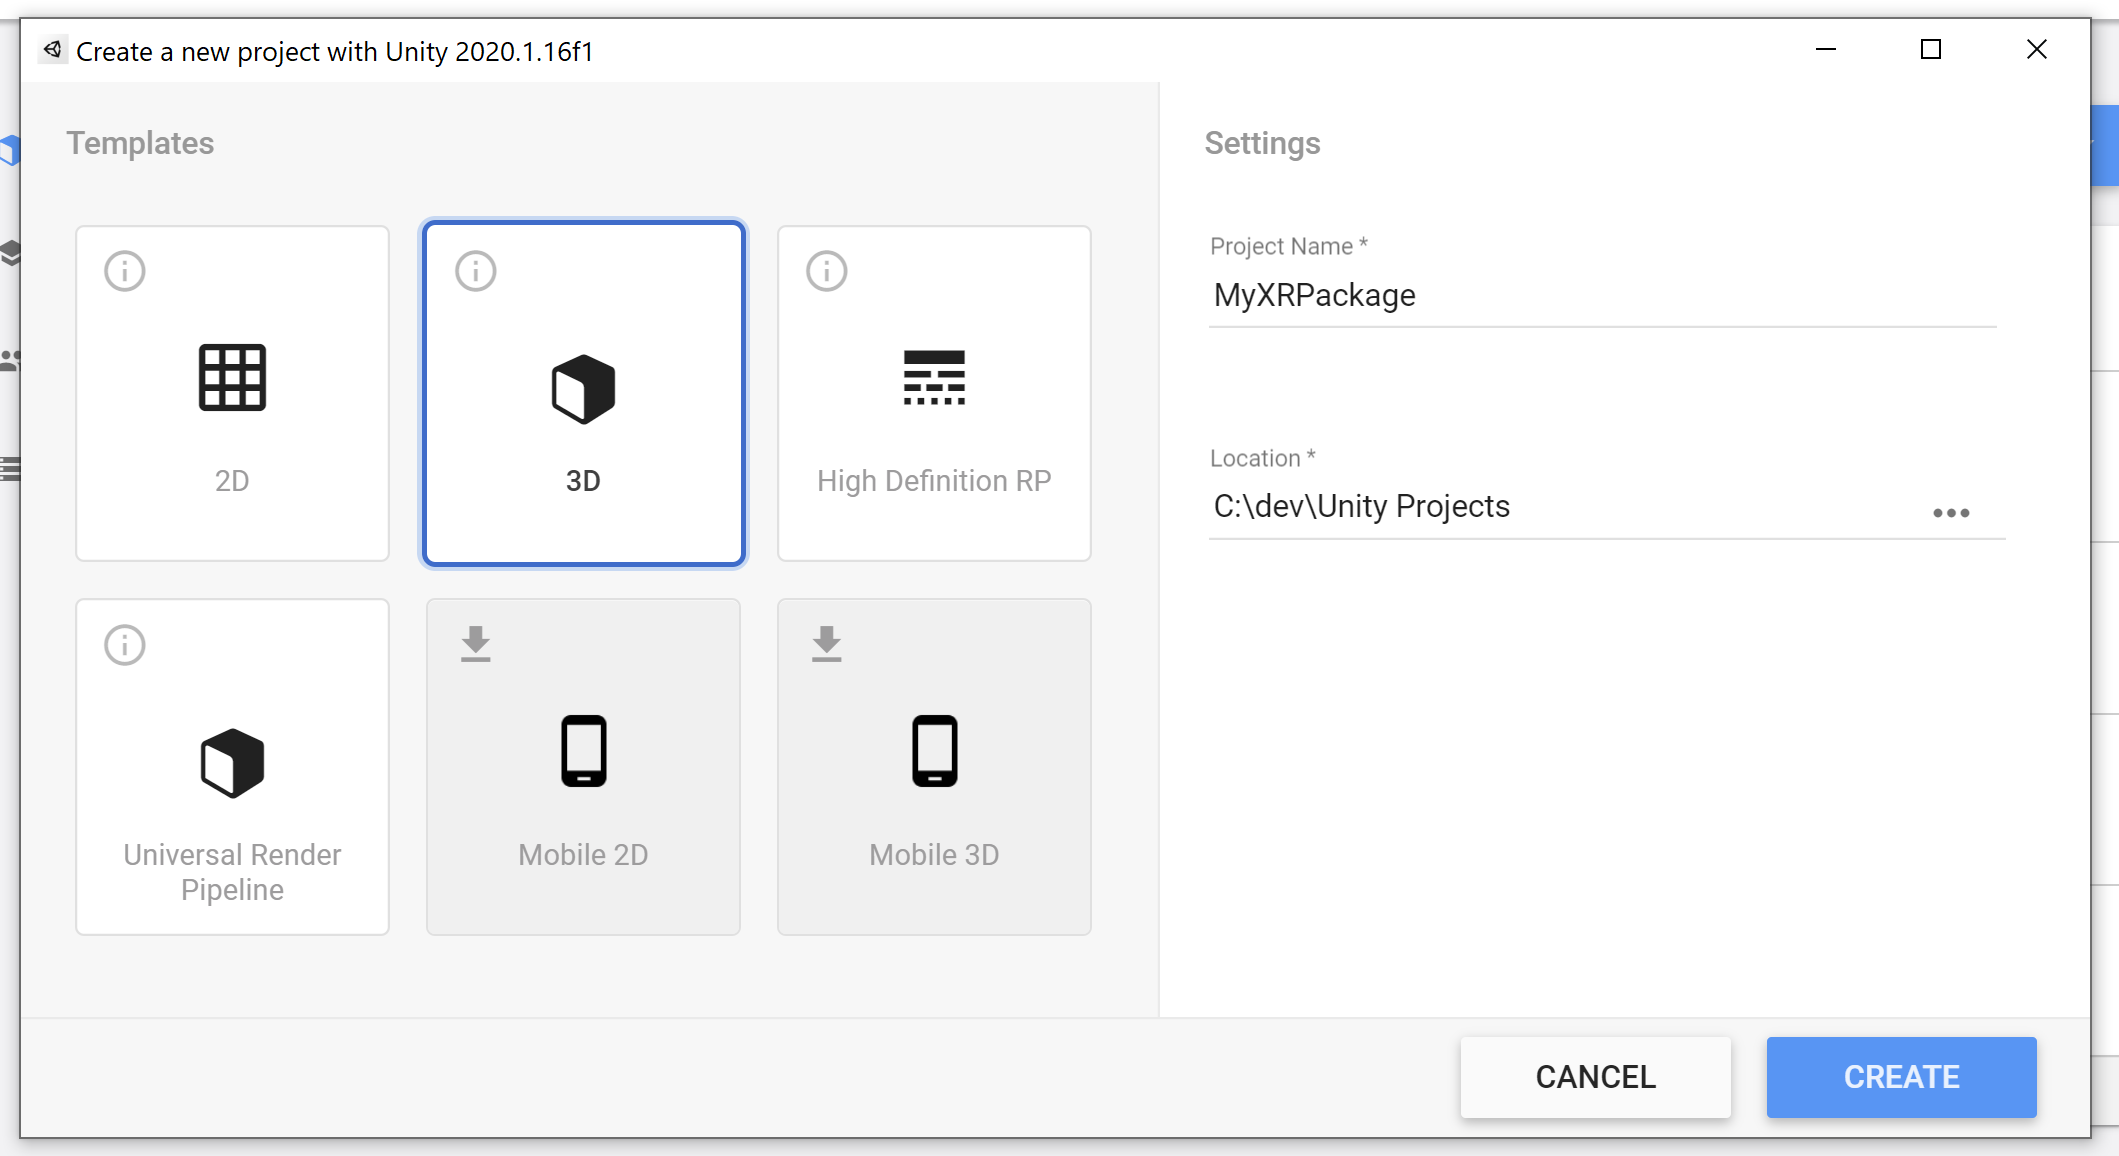 Create a new project with Unity 2020.1.16f1
Templates
2D
3D
High Definition RP
Universal Render
Pipeline
Mobile 2D
Mobile 3D
Settings
Project Name *
MyXRPackage
Location *
C:\dev\Unity Projects
CANCEL
CREATE